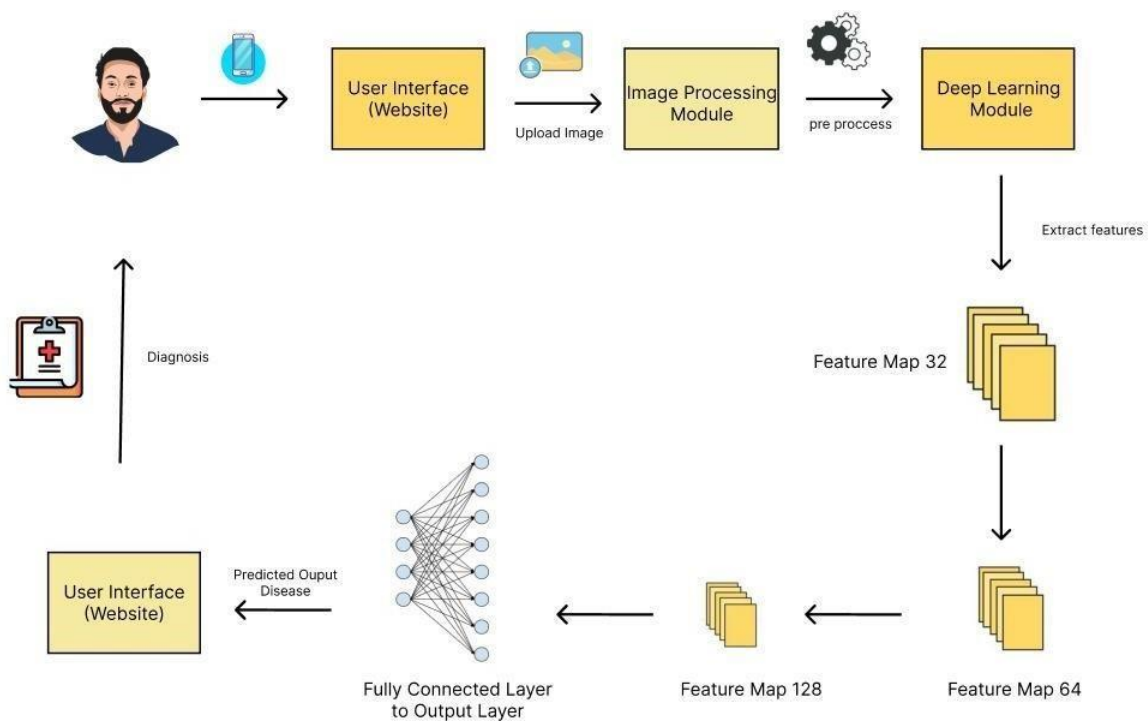 User Interface
(Website)
Upload Image
Image Processing
Module
pre proccess
Deep Learning
Module
Extract features
Feature Map 32
Feature Map 64
Feature Map 128
Fully Connected Layer
to Output Layer
Predicted Ouput
Disease
User Interface
(Website)
Diagnosis